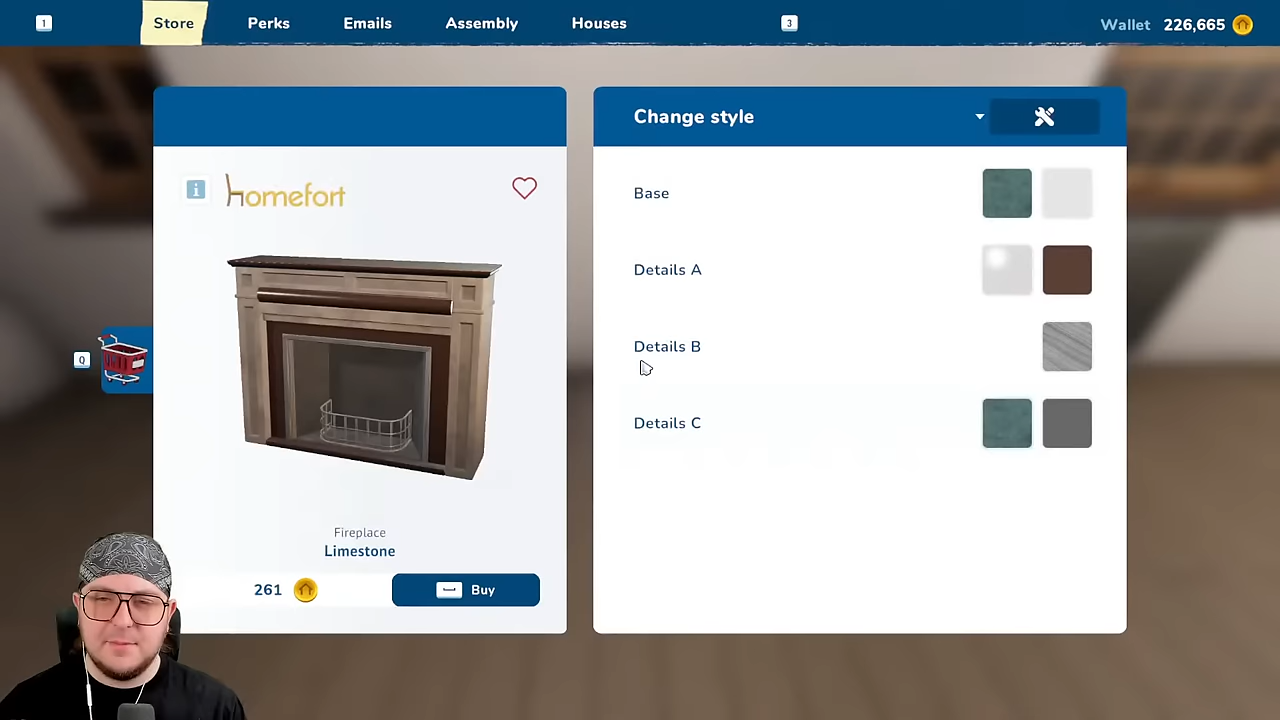 1
Store
Perks
Emails
Assembly
Houses
3
Wallet 226,665
Change style
i
homefort
Base
Details A
Details B
Q
Details C
Fireplace
Limestone
261
Buy